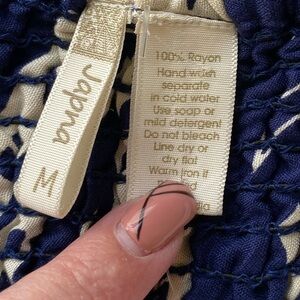 Japna
M
100% Rayon
Hand wash
separate
in cold water
Use soap or
mild detergent
Do not bleach
Line dry or
dry flat
Warm Iron if